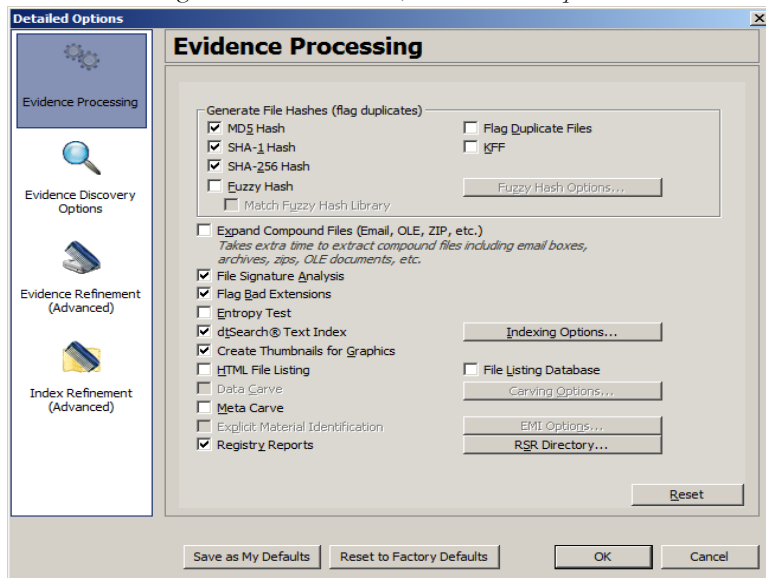 Detailed Options
Evidence Processing
Evidence Processing
Evidence Discovery
Options
Evidence Refinement
(Advanced)
Index Refinement
(Advanced)
Generate File Hashes (flag duplicates)
MD5 Hash
Flag Duplicate Files
SHA-1 Hash
KFF
SHA-256 Hash
Fuzzy Hash
Fuzzy Hash Options...
Match Fuzzy Hash Library
Expand Compound Files (Email, OLE, ZIP, etc.)
Takes extra time to extract compound files including email boxes,
archives, zips, OLE documents, etc.
File Signature Analysis
Flag Bad Extensions
Entropy Test
dtSearch® Text Index
Indexing Options...
Create Thumbnails for Graphics
HTML File Listing
File Listing Database
Data Carve
Carving Options...
Meta Carve
Explicit Material Identification
EMI Options...
Registry Reports
RSR Directory...
Reset
Save as My Defaults
Reset to Factory Defaults
OK
Cancel